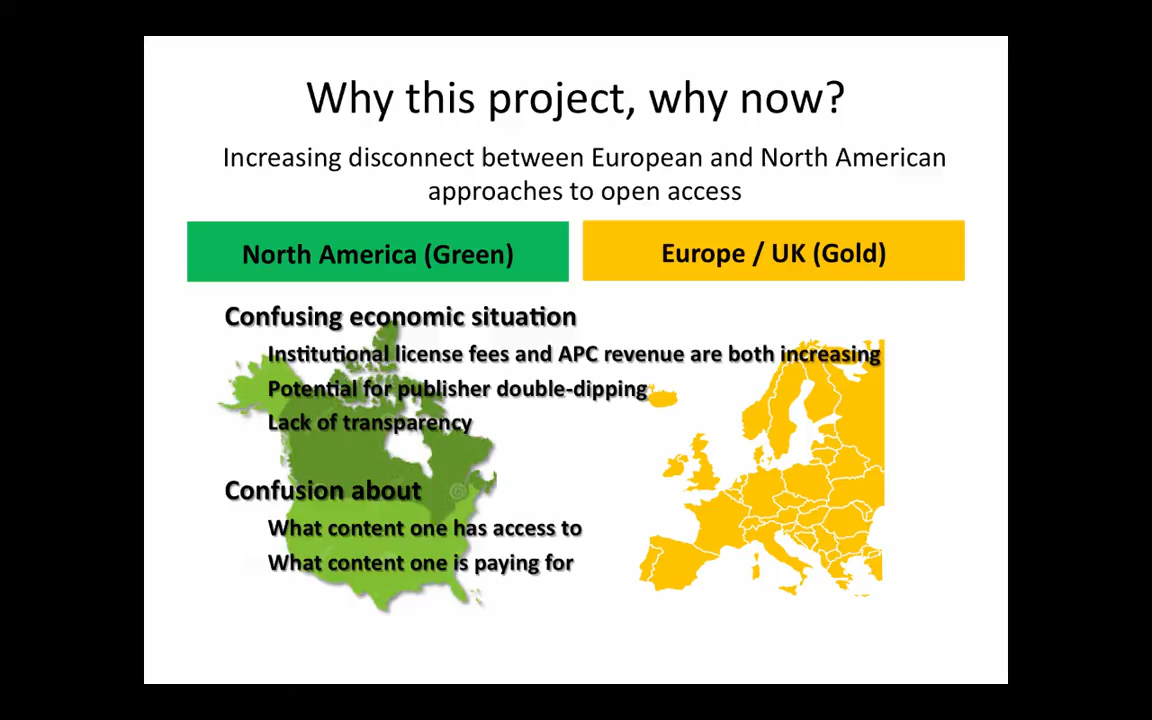 Why this project, why now?
Increasing disconnect between European and North American
approaches to open access
North America (Green)
Europe / UK (Gold)
Confusing economic situation
Institutional license fees and APC revenue are both increasing
Potential for publisher double-dipping
Lack of transparency
Confusion about
What content one has access to
What content one is paying for